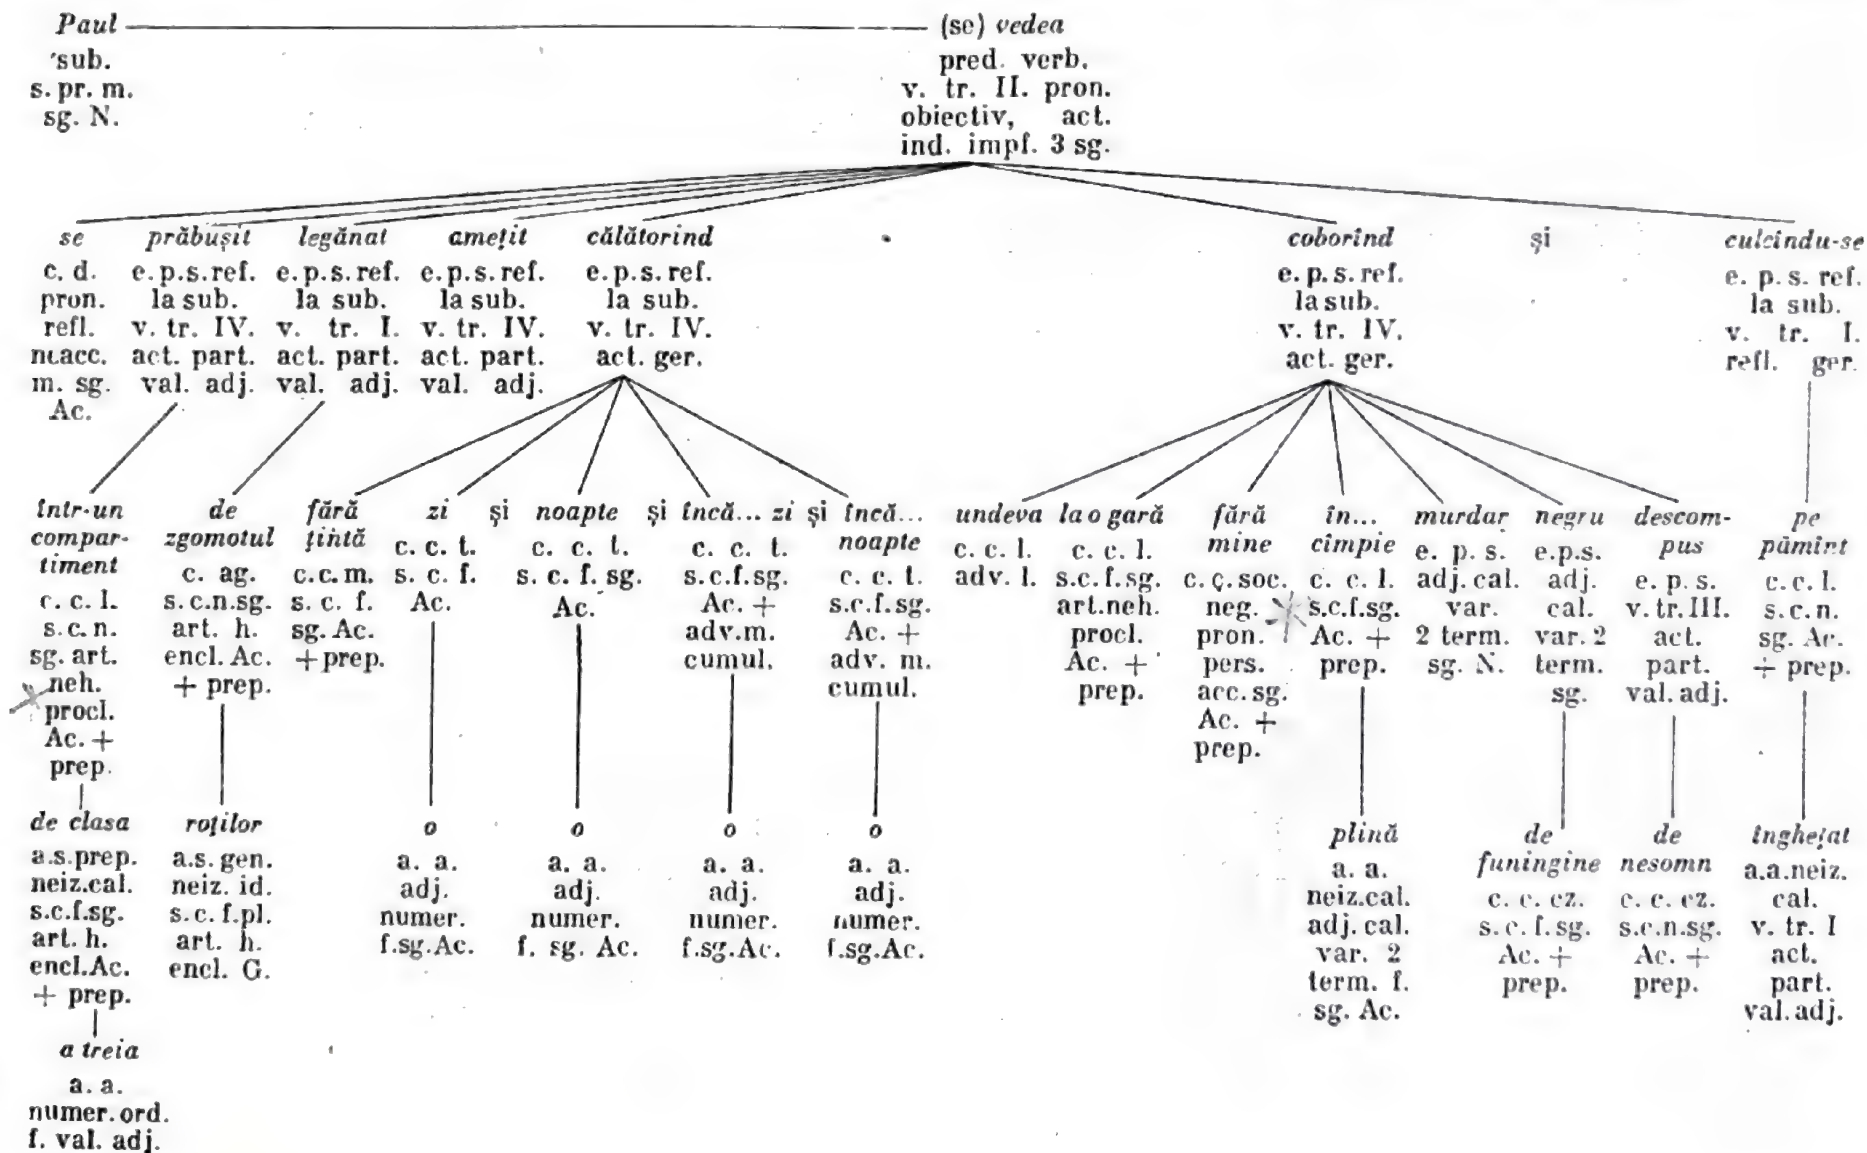 Paul (se) vedea
sub.
s. pr. m.
sg. N.
pred. verb.
v. tr. II. pron.
obiectiv, act.
ind. impf. 3 sg.
se
c. d.
pron.
refl.
neacc.
m. sg.
Ac.
prăbușit
e. p. s. ref.
la sub.
v. tr. IV.
act. part.
val. adj.
legănat
e. p. s. ref.
la sub.
v. tr. I.
act. part.
val. adj.
amețit
e. p. s. ref.
la sub.
v. tr. IV.
act. part.
val. adj.
călătorind
e. p. s. ref.
la sub.
v. tr. IV.
act. ger.
coborînd
e. p. s. ref.
la sub.
v. tr. IV.
act. ger.
și
culcîndu-se
e. p. s. ref.
la sub.
v. tr. I.
refl. ger.
într-un
compar-
timent
c. c. l.
s. c. n.
sg. art.
neh.
procl.
Ac. +
prep.
de
zgomotul
c. ag.
s. c. n. sg.
art. h.
encl. Ac.
+ prep.
fără
țintă
c. c. m.
s. c. f.
sg. Ac.
+ prep.
zi
c. c. t.
s. c. f.
Ac.
și
noapte
c. c. t.
s. c. f. sg.
Ac.
și
încă... zi
c. c. t.
s. c. f. sg.
Ac. +
adv. m.
cumul.
și
încă...
noapte
c. c. t.
s. c. f. sg.
Ac. +
adv. m.
cumul.
undeva
c. c. l.
adv. l.
la o gară
c. c. l.
s. c. f. sg.
art. neh.
procl.
Ac. +
prep.
fără
mine
c. c. soc.
neg.
pron.
pers.
acc. sg.
Ac. +
prep.
în...
cîmpie
c. c. l.
s. c. f. sg.
Ac. +
prep.
murdar
e. p. s.
adj. cal.
var.
2 term.
sg. N.
negru
e. p. s.
adj.
cal.
var. 2
term.
sg.
descom-
pus
e. p. s.
v. tr. III.
act.
part.
val. adj.
pe
pămînt
c. c. l.
s. c. n.
sg. Ac.
+ prep.
de clasa
a. s. prep.
neiz. cal.
s. c. f. sg.
art. h.
encl. Ac.
+ prep.
roților
a. s. gen.
neiz. id.
s. c. f. pl.
art. h.
encl. G.
o
a. a.
adj.
numer.
f. sg. Ac.
o
a. a.
adj.
numer.
f. sg. Ac.
o
a. a.
adj.
numer.
f. sg. Ac.
o
a. a.
adj.
numer.
f. sg. Ac.
plină
a. a.
neiz. cal.
adj. cal.
var. 2
term. f.
sg. Ac.
de
funingine
c. c. cz.
s. c. f. sg.
Ac. +
prep.
de
nesomn
c. c. cz.
s. c. n. sg.
Ac. +
prep.
înghețat
a. a. neiz.
cal.
v. tr. I
act.
part.
val. adj.
a treia
a. a.
numer. ord.
f. val. adj.